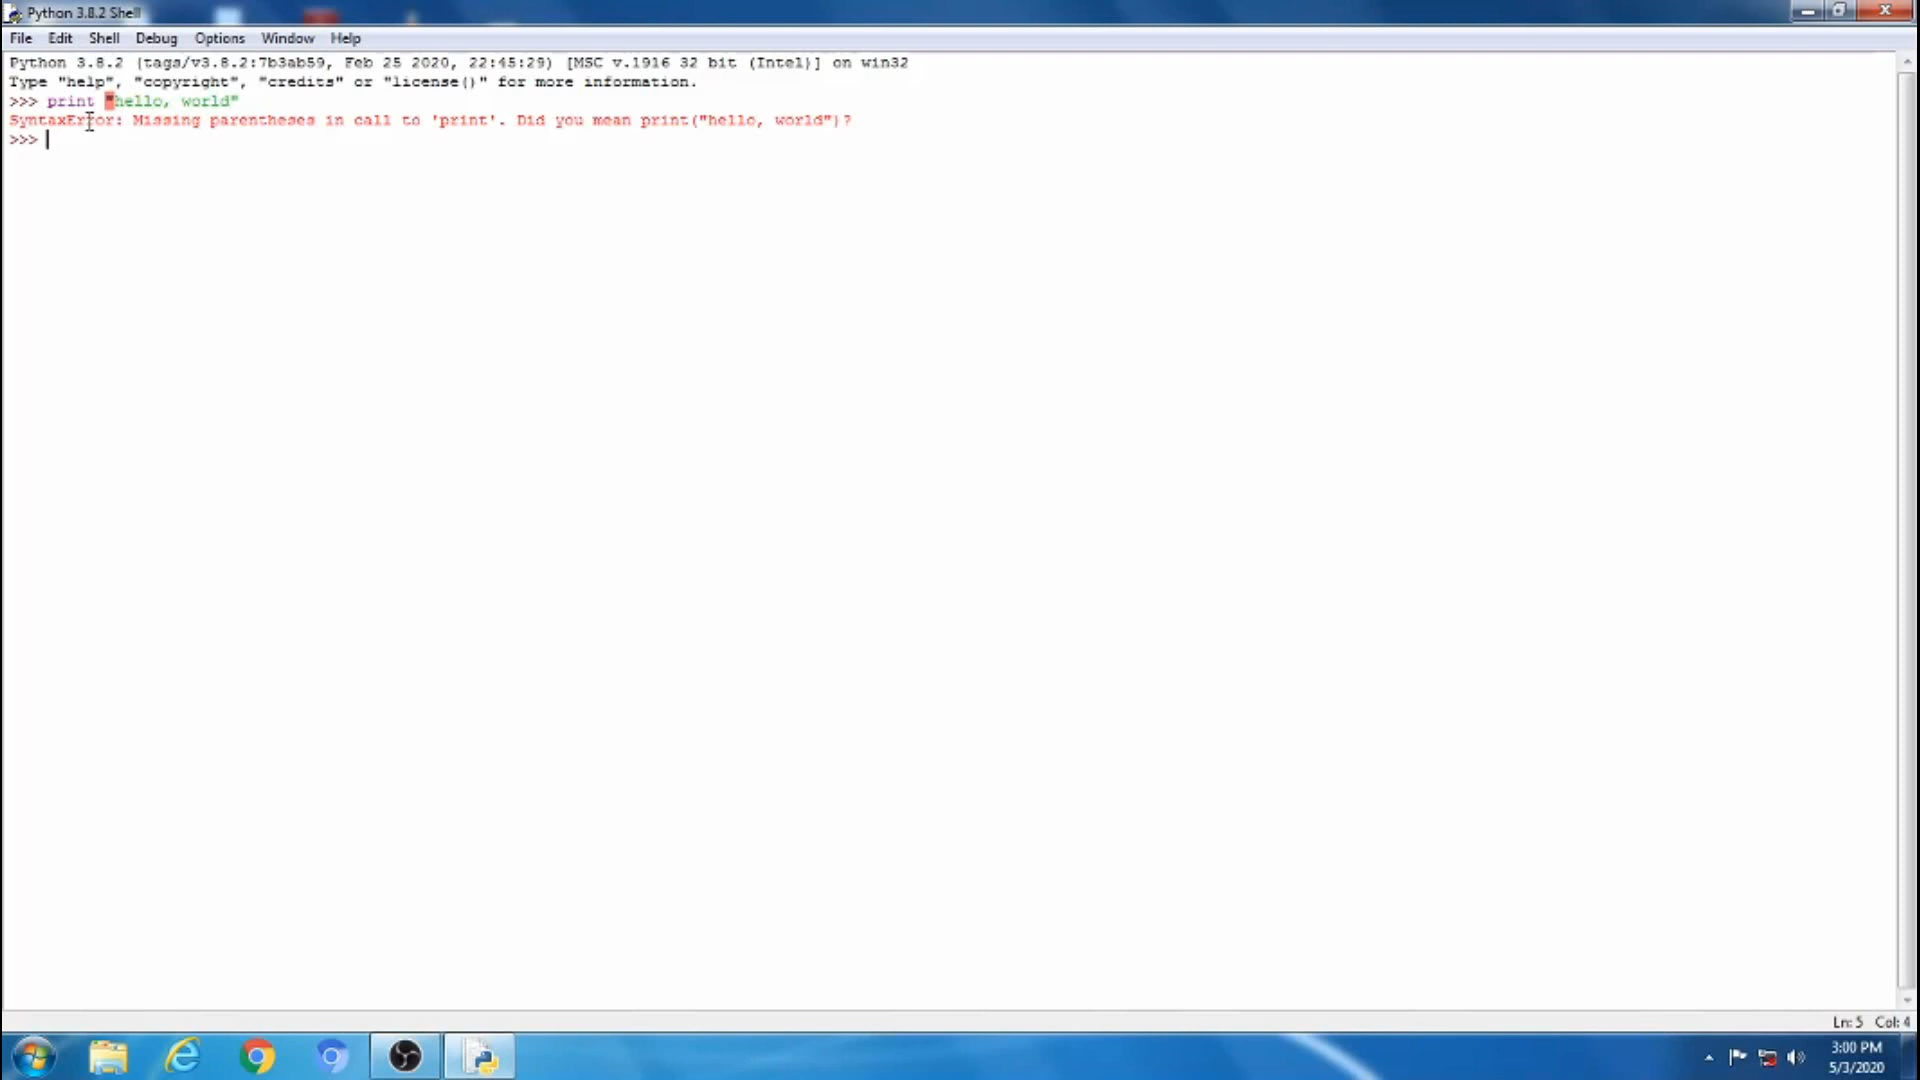 Python 3.8.2 Shell
File Edit Shell Debug Options Window Help
Python 3.8.2 (tags/v3.8.2:7b3ab59, Feb 25 2020, 22:45:29) [MSC v.1916 32 bit (Intel)] on win32
Type "help", "copyright", "credits" or "license()" for more information.
>>> print "hello, world"
SyntaxError: Missing parentheses in call to 'print'. Did you mean print("hello, world")?
>>>
Ln: 5 Col: 4
3:00 PM
5/3/2020